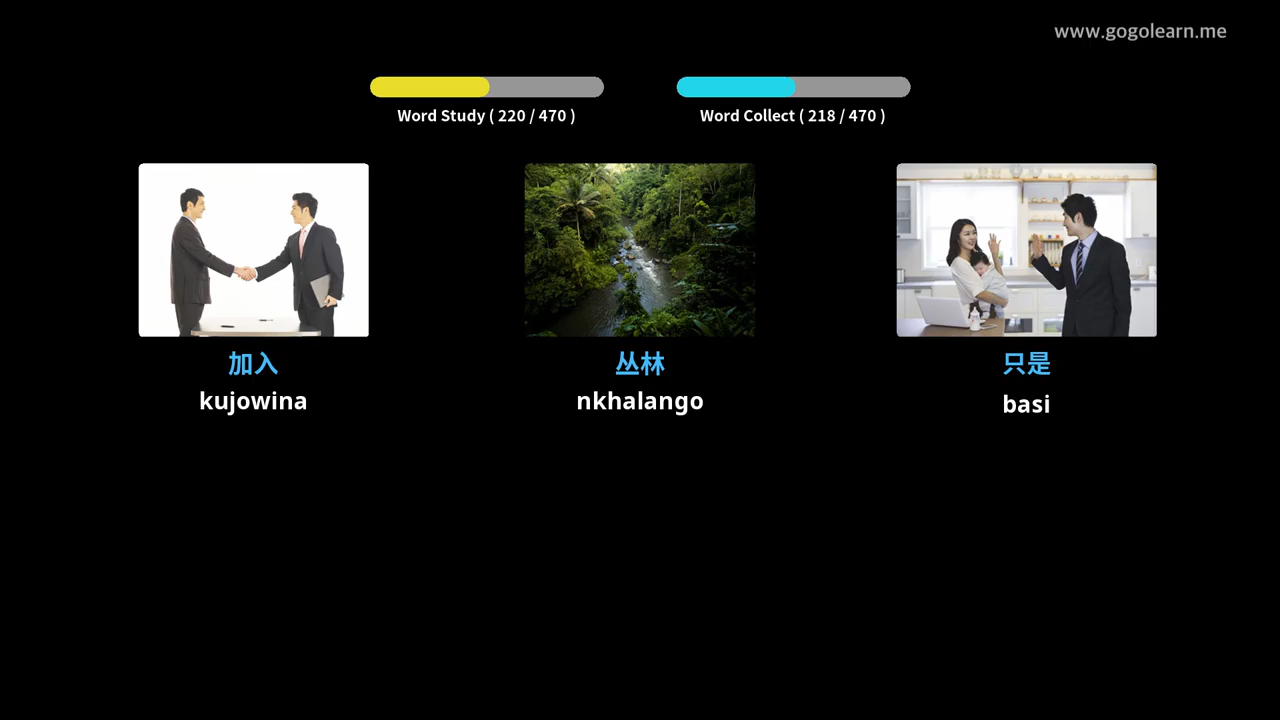 www.gogolearn.me
Word Study ( 220 / 470 )
Word Collect ( 218 / 470 )
加入
kujowina
丛林
nkhalango
只是
basi